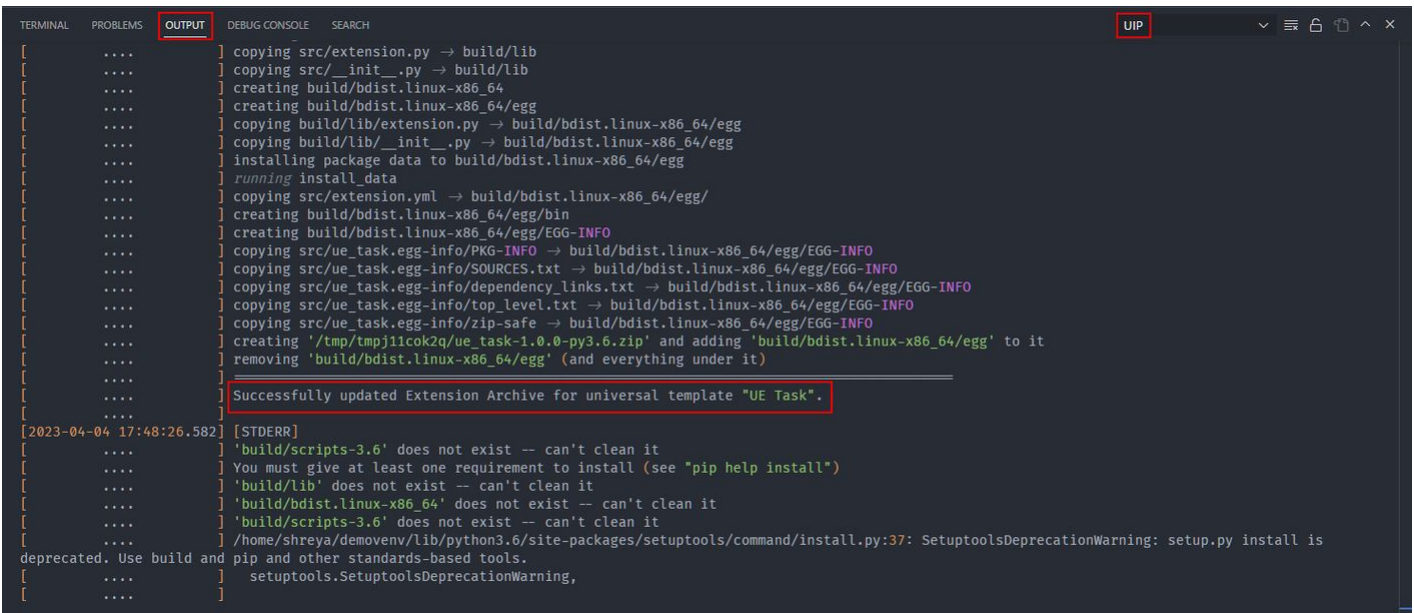 TERMINAL PROBLEMS OUTPUT DEBUG CONSOLE SEARCH UIP
[ .... ] copying src/extension.py → build/lib
[ .... ] copying src/__init__.py → build/lib
[ .... ] creating build/bdist.linux-x86_64
[ .... ] creating build/bdist.linux-x86_64/egg
[ .... ] copying build/lib/extension.py → build/bdist.linux-x86_64/egg
[ .... ] copying build/lib/__init__.py → build/bdist.linux-x86_64/egg
[ .... ] installing package data to build/bdist.linux-x86_64/egg
[ .... ] running install_data
[ .... ] copying src/extension.yml → build/bdist.linux-x86_64/egg/
[ .... ] creating build/bdist.linux-x86_64/egg/bin
[ .... ] creating build/bdist.linux-x86_64/egg/EGG-INFO
[ .... ] copying src/ue_task.egg-info/PKG-INFO → build/bdist.linux-x86_64/egg/EGG-INFO
[ .... ] copying src/ue_task.egg-info/SOURCES.txt → build/bdist.linux-x86_64/egg/EGG-INFO
[ .... ] copying src/ue_task.egg-info/dependency_links.txt → build/bdist.linux-x86_64/egg/EGG-INFO
[ .... ] copying src/ue_task.egg-info/top_level.txt → build/bdist.linux-x86_64/egg/EGG-INFO
[ .... ] copying src/ue_task.egg-info/zip-safe → build/bdist.linux-x86_64/egg/EGG-INFO
[ .... ] creating '/tmp/tmpj11cok2q/ue_task-1.0.0-py3.6.zip' and adding 'build/bdist.linux-x86_64/egg' to it
[ .... ] removing 'build/bdist.linux-x86_64/egg' (and everything under it)
[ .... ] ════════════════════════════════
[ .... ] Successfully updated Extension Archive for universal template "UE Task".
[ .... ]
[2023-04-04 17:48:26.582] [STDERR]
[ .... ] 'build/scripts-3.6' does not exist -- can't clean it
[ .... ] You must give at least one requirement to install (see "pip help install")
[ .... ] 'build/lib' does not exist -- can't clean it
[ .... ] 'build/bdist.linux-x86_64' does not exist -- can't clean it
[ .... ] 'build/scripts-3.6' does not exist -- can't clean it
[ .... ] /home/shreya/demovenv/lib/python3.6/site-packages/setuptools/command/install.py:37: SetuptoolsDeprecationWarning: setup.py install is
deprecated. Use build and pip and other standards-based tools.
[ .... ] setuptools.SetuptoolsDeprecationWarning,
[ .... ]